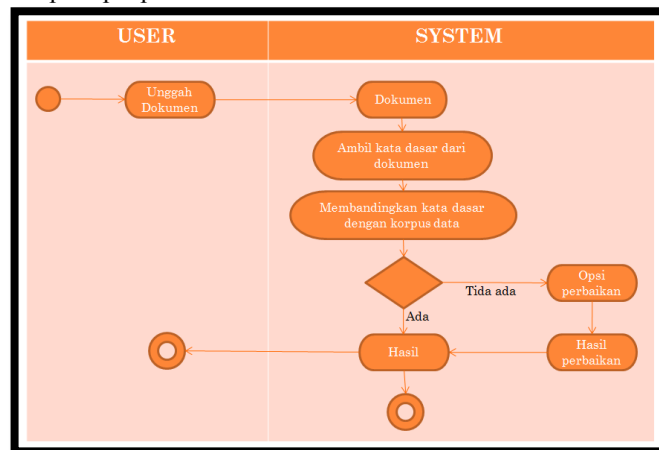 USER
SYSTEM
Unggah
Dokumen
Dokumen
Ambil kata dasar dari
dokumen
Membandingkan kata dasar
dengan korpus data
Tida ada
Opsi
perbaikan
Ada
Hasil
Hasil
perbaikan